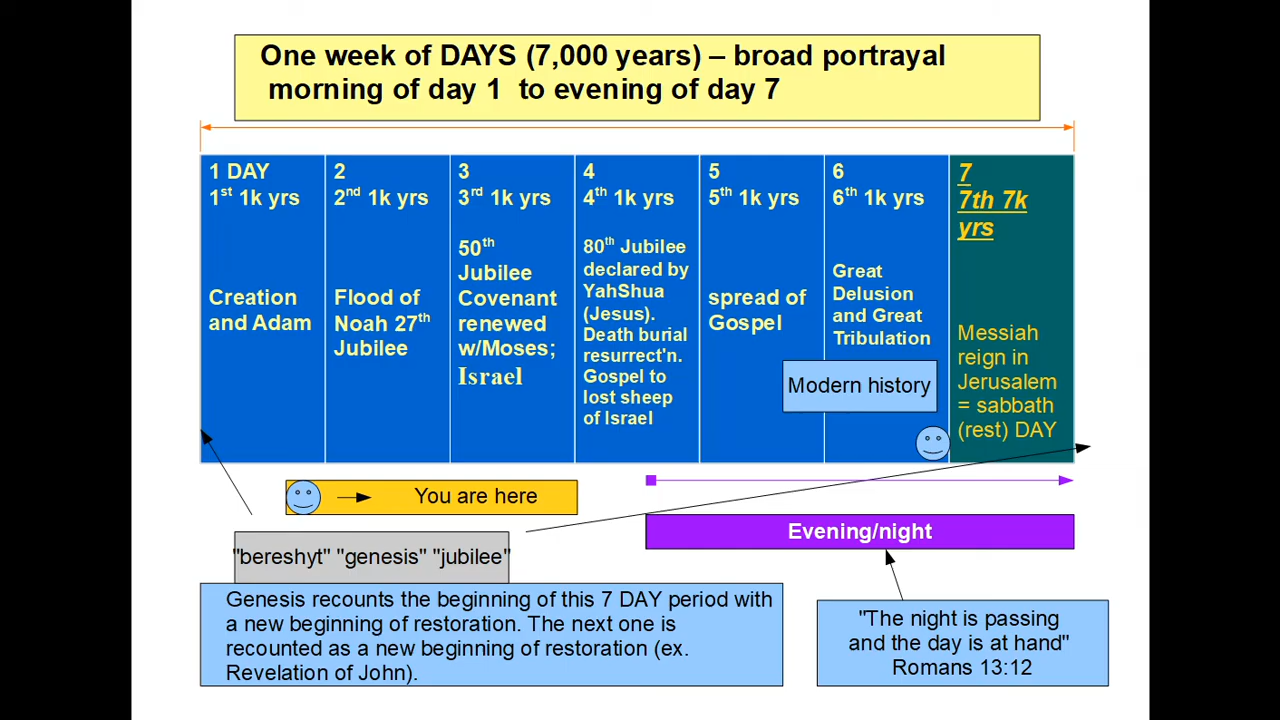 One week of DAYS (7,000 years) – broad portrayal
morning of day 1 to evening of day 7
1 DAY
1st 1k yrs
Creation
and Adam
2
2nd 1k yrs
Flood of
Noah 27th
Jubilee
3
3rd 1k yrs
50th
Jubilee
Covenant
renewed
w/Moses;
Israel
4
4th 1k yrs
80th Jubilee
declared by
YahShua
(Jesus).
Death burial
resurrect'n.
Gospel to
lost sheep
of Israel
5
5th 1k yrs
spread of
Gospel
6
6th 1k yrs
Great
Delusion
and Great
Tribulation
Modern history
7
7th 7k
yrs
Messiah
reign in
Jerusalem
= sabbath
(rest) DAY
You are here
Evening/night
"bereshyt" "genesis" "jubilee"
Genesis recounts the beginning of this 7 DAY period with
a new beginning of restoration. The next one is
recounted as a new beginning of restoration (ex.
Revelation of John).
"The night is passing
and the day is at hand"
Romans 13:12